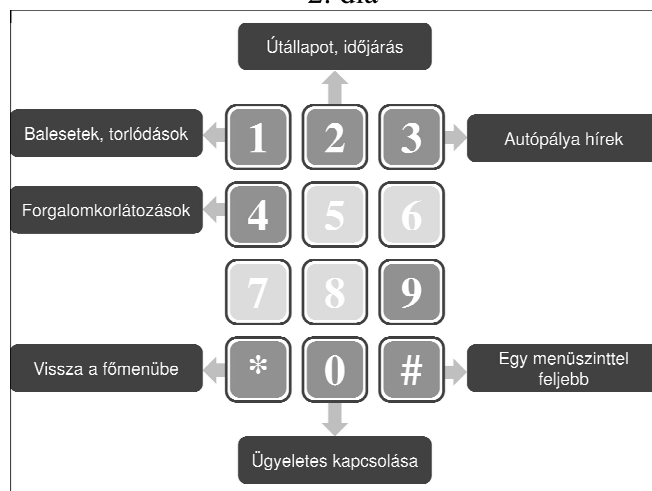 2. dia
Útállapot, időjárás
Balesetek, torlódások
1
2
3
Autópálya hírek
Forgalomkorlátozások
4
5
6
7
8
9
Vissza a főmenübe
*
0
#
Egy menüszinttel
feljebb
Ügyeletes kapcsolása